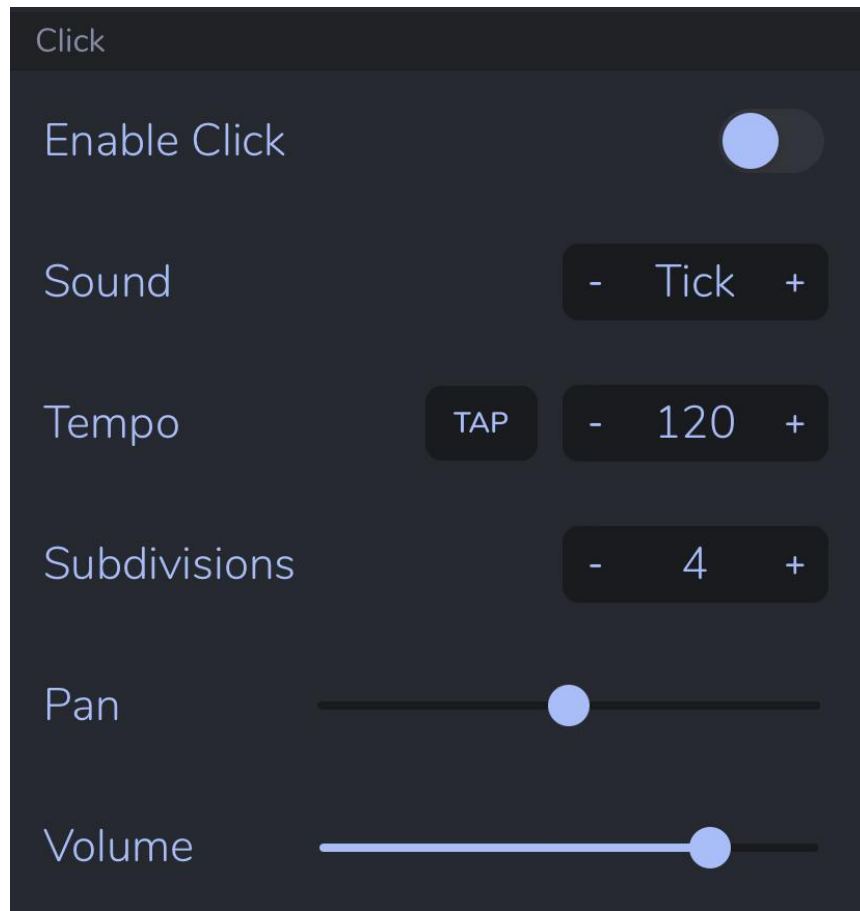 Click
Enable Click
Sound - Tick +
Tempo TAP - 120 +
Subdivisions - 4 +
Pan
Volume